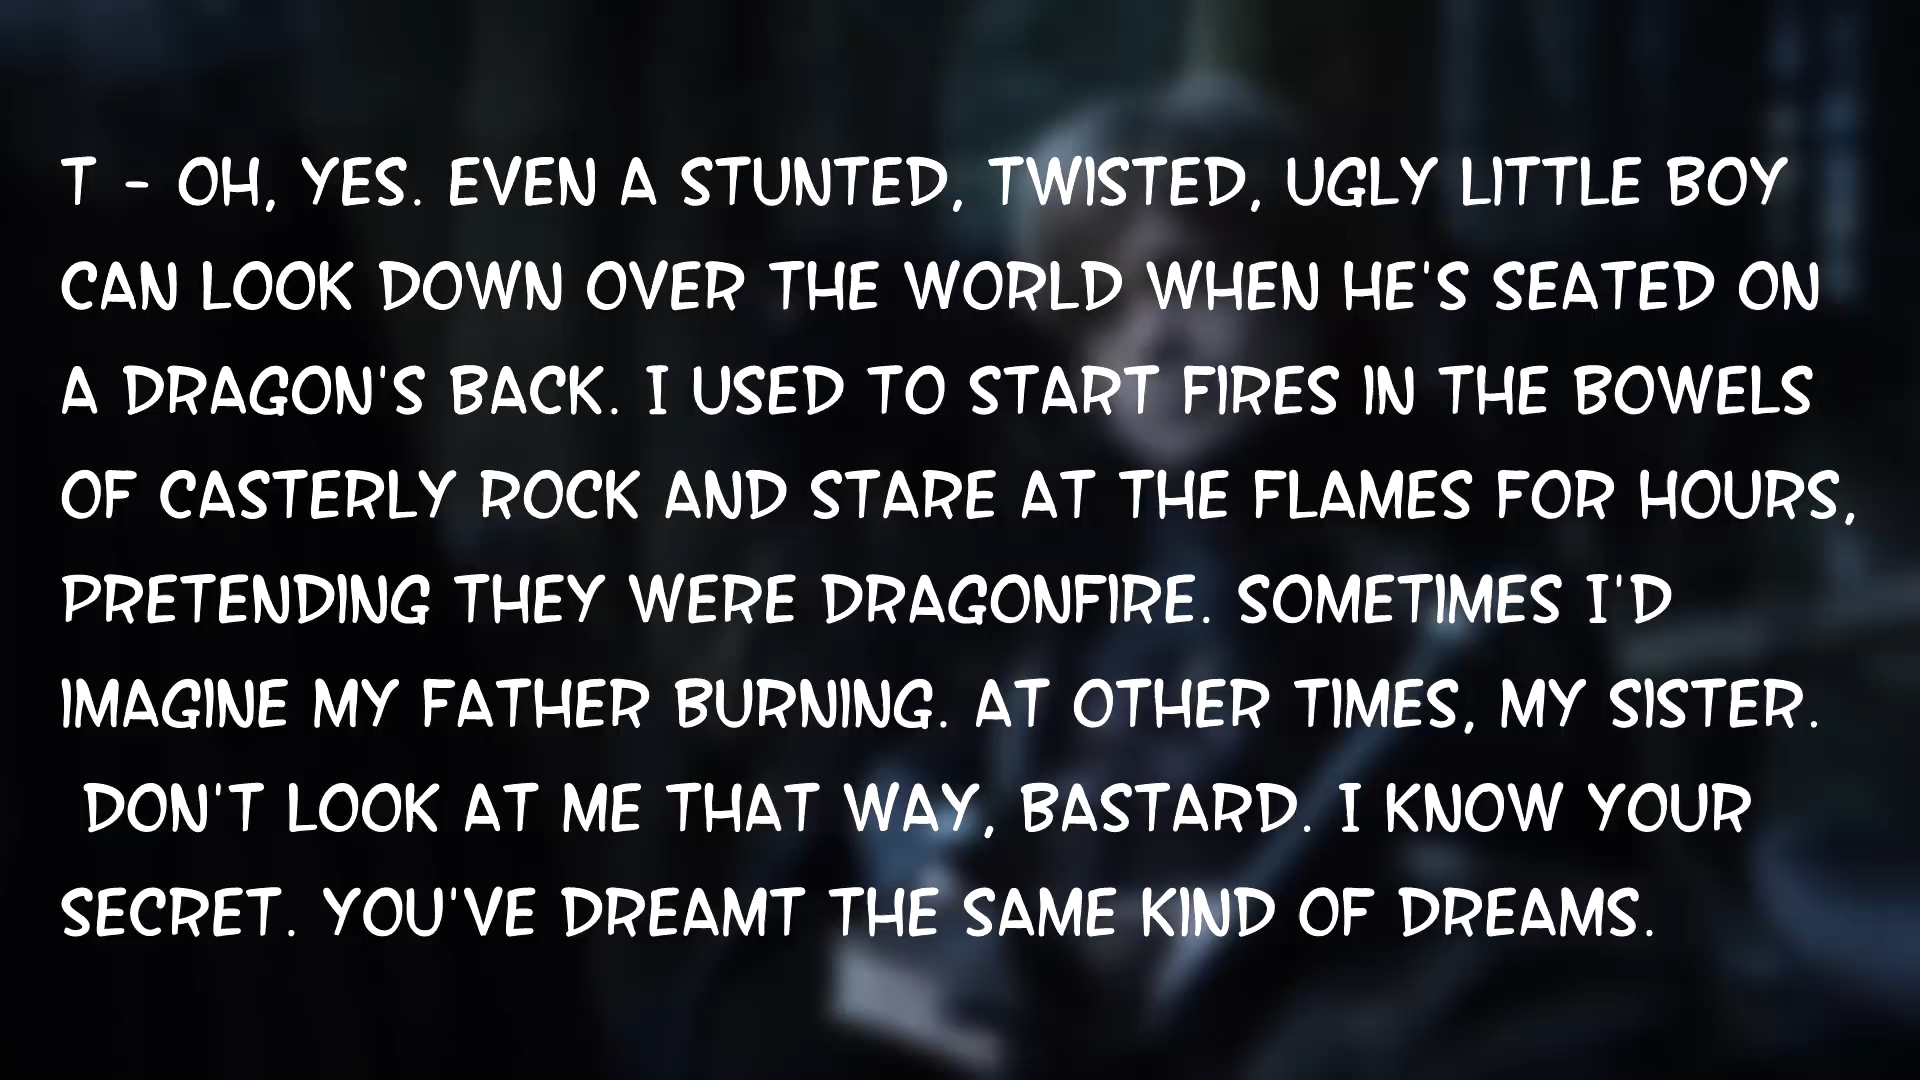 T - OH, YES. EVEN A STUNTED, TWISTED, UGLY LITTLE BOY
CAN LOOK DOWN OVER THE WORLD WHEN HE'S SEATED ON
A DRAGON'S BACK. I USED TO START FIRES IN THE BOWELS
OF CASTERLY ROCK AND STARE AT THE FLAMES FOR HOURS,
PRETENDING THEY WERE DRAGONFIRE. SOMETIMES I'D
IMAGINE MY FATHER BURNING. AT OTHER TIMES, MY SISTER.
DON'T LOOK AT ME THAT WAY, BASTARD. I KNOW YOUR
SECRET. YOU'VE DREAMT THE SAME KIND OF DREAMS.